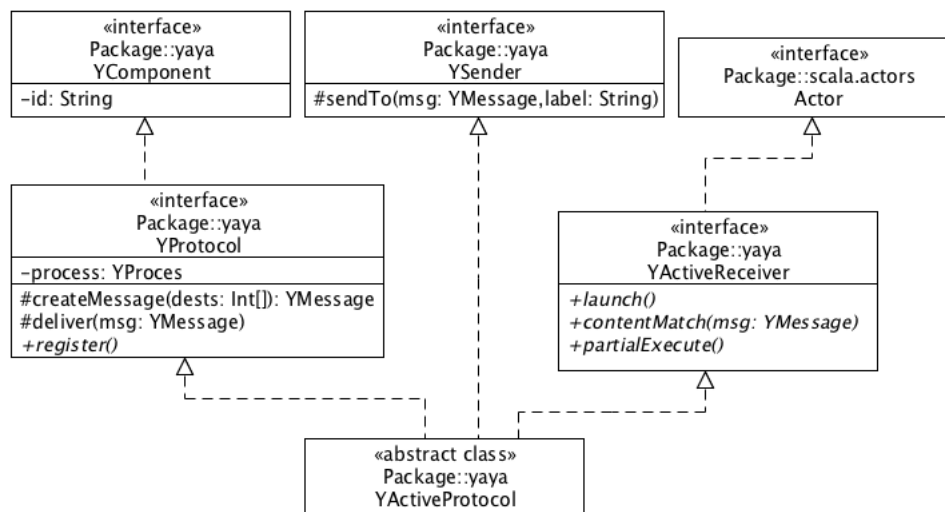 «interface»
Package::yaya
YComponent
-id: String
«interface»
Package::yaya
YSender
#sendTo(msg: YMessage,label: String)
«interface»
Package::scala.actors
Actor
«interface»
Package::yaya
YProtocol
-process: YProces
#createMessage(dests: Int[]): YMessage
#deliver(msg: YMessage)
+register()
«interface»
Package::yaya
YActiveReceiver
+launch()
+contentMatch(msg: YMessage)
+partialExecute()
«abstract class»
Package::yaya
YActiveProtocol